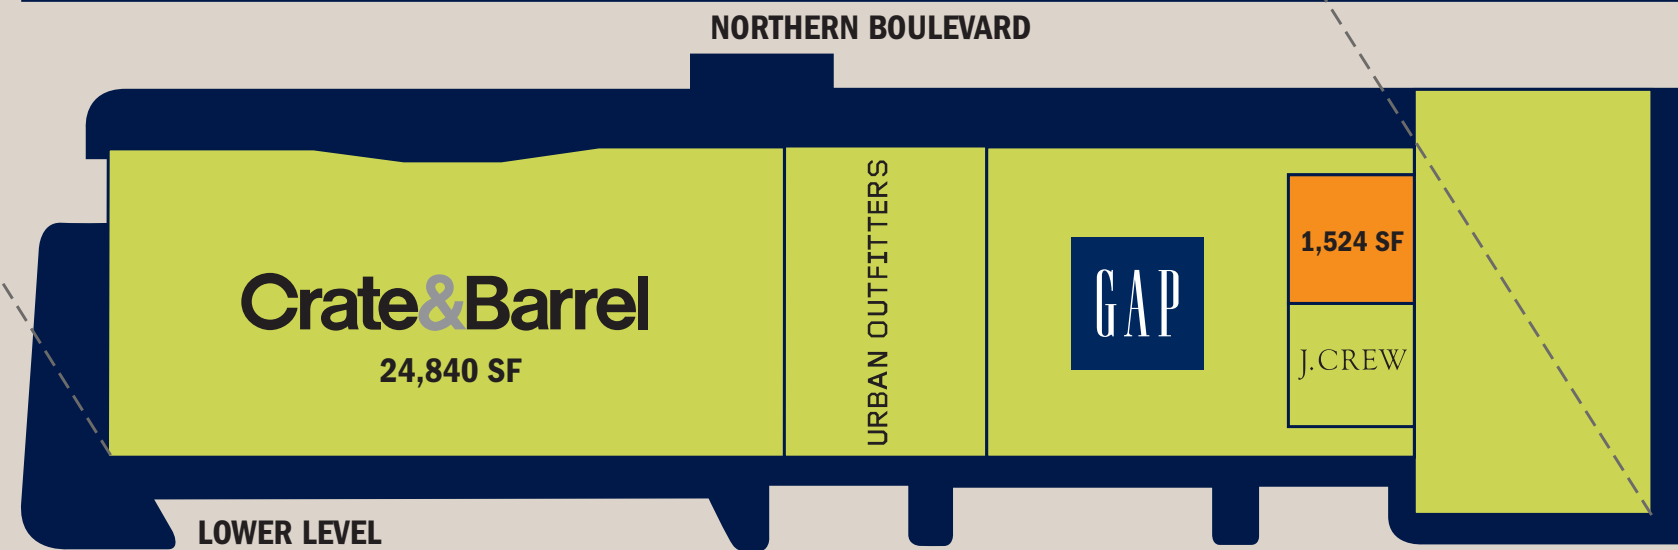 NORTHERN BOULEVARD
Crate&Barrel
24,840 SF
URBAN OUTFITTERS
GAP
1,524 SF
J.CREW
LOWER LEVEL